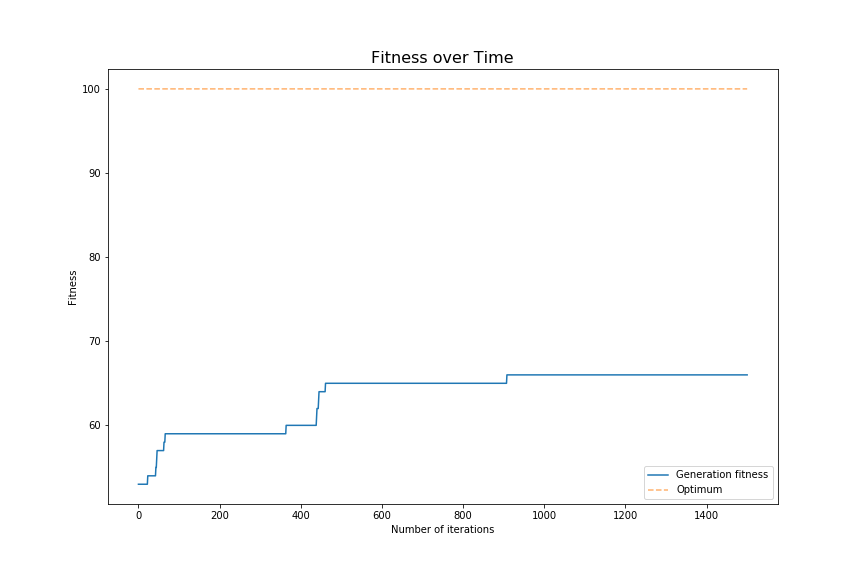 Fitness over Time
100
90
80
70
60
Fitness
0 200 400 600 800 1000 1200 1400
Number of iterations
Generation fitness
Optimum